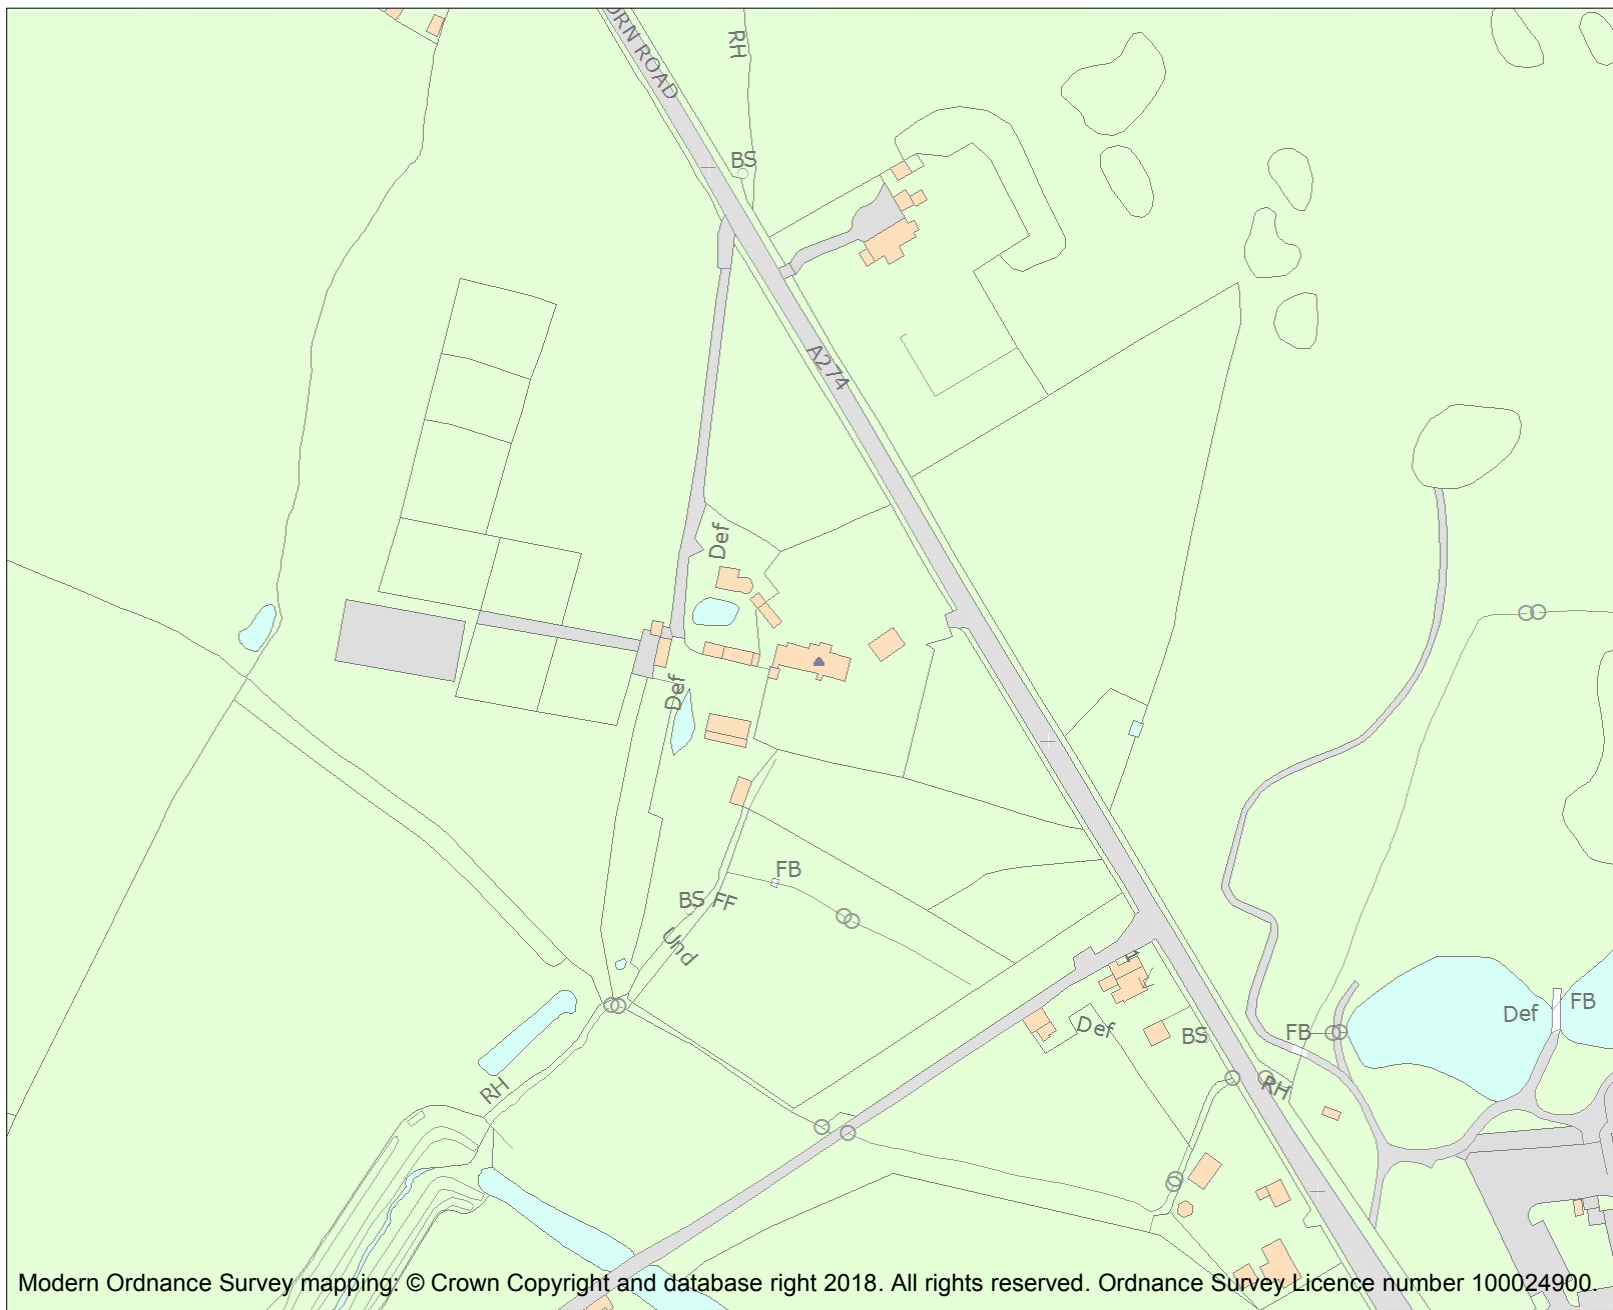 ORN ROAD
RH
BS
A274
Def
Def
FB
BS FF
Und
RH
Def
BS
FB
RH
Def
FB
Modern Ordnance Survey mapping: © Crown Copyright and database right 2018. All rights reserved. Ordnance Survey Licence number 100024900.